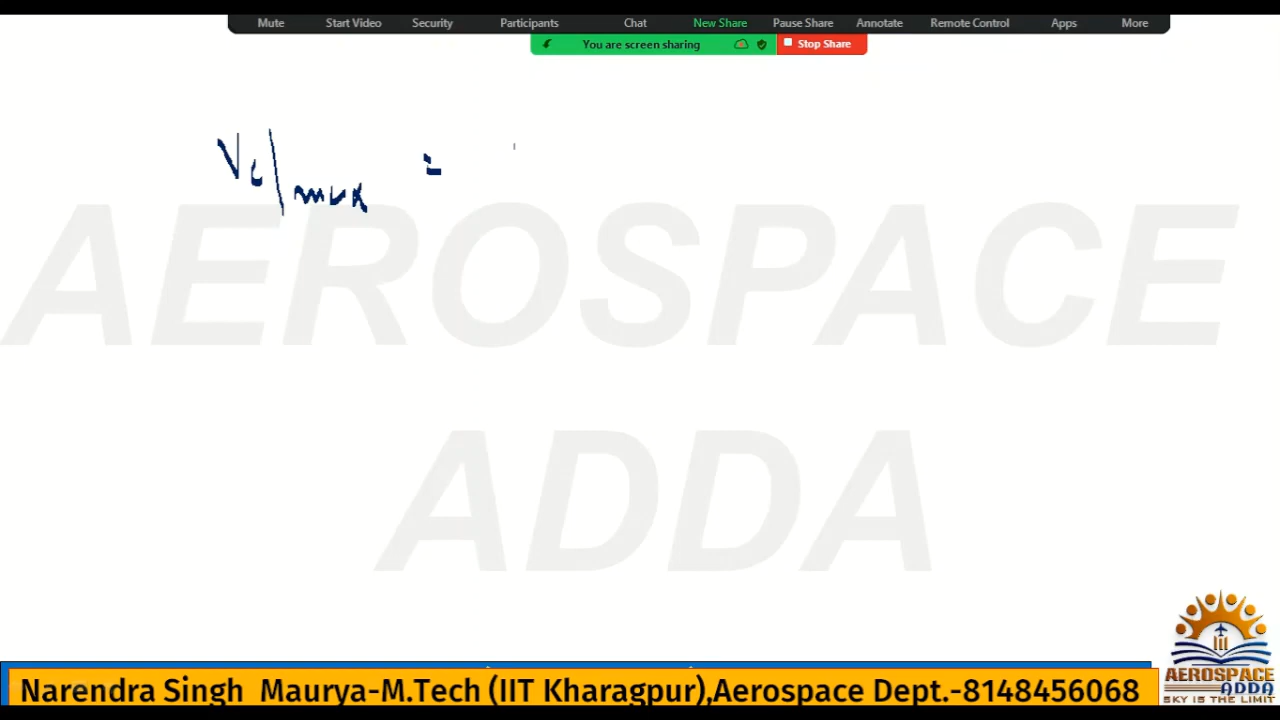 Mute Start Video Security Participants Chat New Share Pause Share Annotate Remote Control Apps More
You are screen sharing Stop Share
Vc|max =
AEROSPACE
ADDA
AEROSPACE
ADDA
SKY IS THE LIMIT
Narendra Singh Maurya-M.Tech (IIT Kharagpur),Aerospace Dept.-8148456068